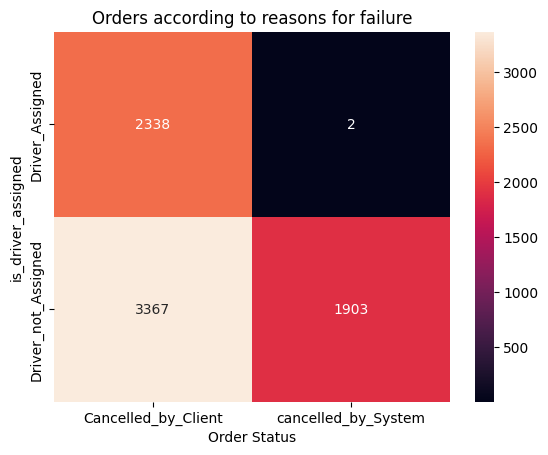 Orders according to reasons for failure
is_driver_assigned
Driver_Assigned
Driver_not_Assigned
2338 2
3367 1903
Cancelled_by_Client cancelled_by_System
Order Status
3000
2500
2000
1500
1000
500